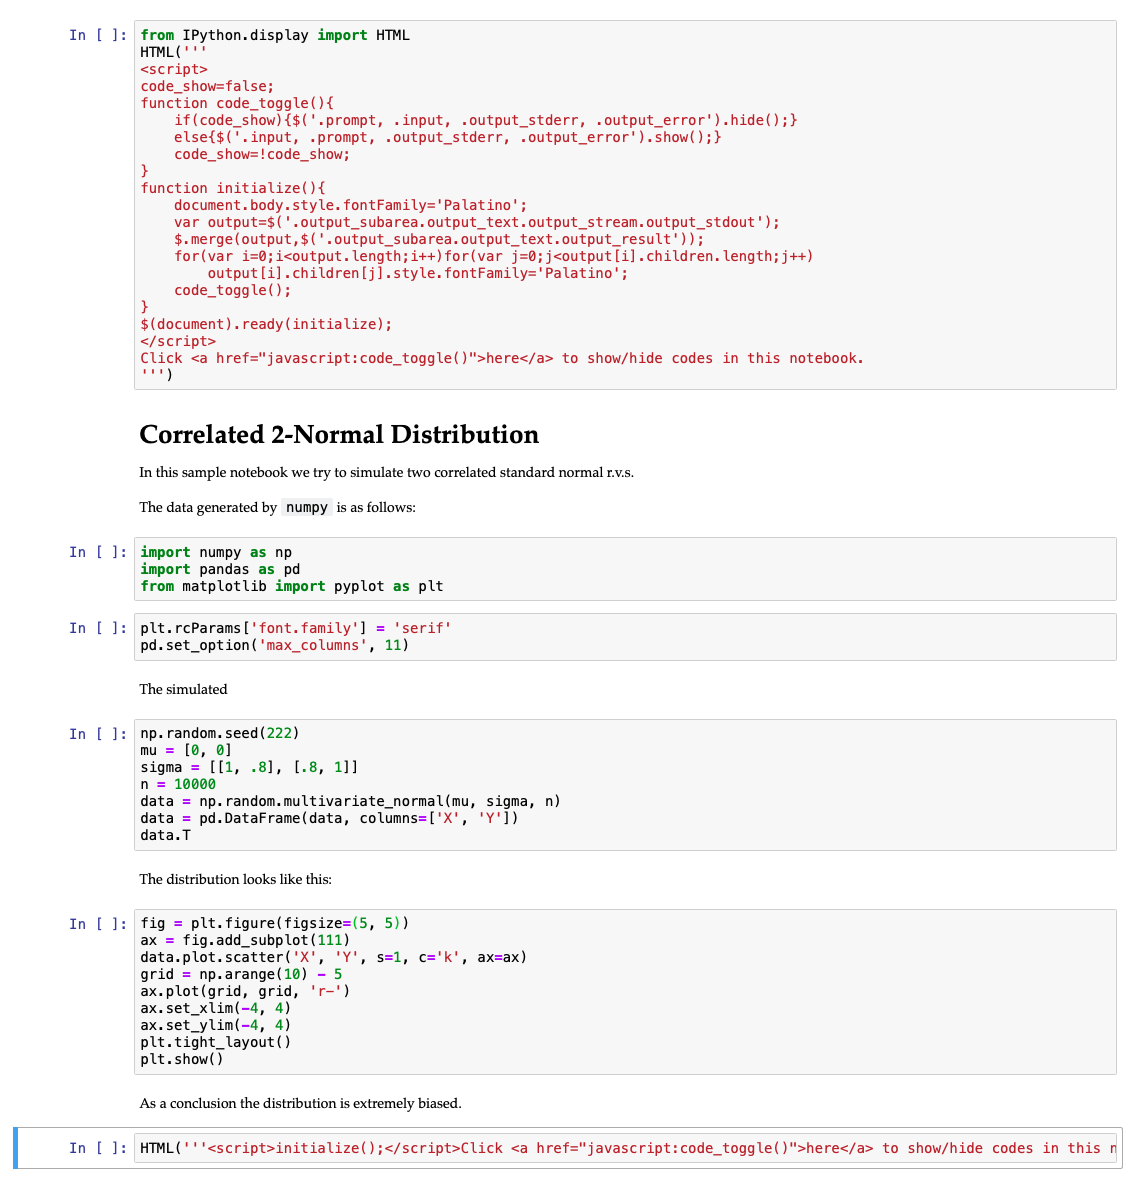 In [ ]: from IPython.display import HTML
HTML('''
<script>
code_show=false;
function code_toggle(){
    if(code_show){$('.prompt, .input, .output_stderr, .output_error').hide();}
    else{$('.input, .prompt, .output_stderr, .output_error').show();}
    code_show=!code_show;
}
function initialize(){
    document.body.style.fontFamily='Palatino';
    var output=$('.output_subarea.output_text.output_stream.output_stdout');
    $.merge(output,$('.output_subarea.output_text.output_result'));
    for(var i=0;i<output.length;i++)for(var j=0;j<output[i].children.length;j++)
        output[i].children[j].style.fontFamily='Palatino';
    code_toggle();
}
$(document).ready(initialize);
</script>
Click <a href="javascript:code_toggle()">here</a> to show/hide codes in this notebook.
''')
Correlated 2-Normal Distribution
In this sample notebook we try to simulate two correlated standard normal r.v.s.
The data generated by numpy is as follows:
In [ ]: import numpy as np
import pandas as pd
from matplotlib import pyplot as plt
In [ ]: plt.rcParams['font.family'] = 'serif'
pd.set_option('max_columns', 11)
The simulated
In [ ]: np.random.seed(222)
mu = [0, 0]
sigma = [[1, .8], [.8, 1]]
n = 10000
data = np.random.multivariate_normal(mu, sigma, n)
data = pd.DataFrame(data, columns=['X', 'Y'])
data.T
The distribution looks like this:
In [ ]: fig = plt.figure(figsize=(5, 5))
ax = fig.add_subplot(111)
data.plot.scatter('X', 'Y', s=1, c='k', ax=ax)
grid = np.arange(10) - 5
ax.plot(grid, grid, 'r-')
ax.set_xlim(-4, 4)
ax.set_ylim(-4, 4)
plt.tight_layout()
plt.show()
As a conclusion the distribution is extremely biased.
In [ ]: HTML('''<script>initialize();</script>Click <a href="javascript:code_toggle()">here</a> to show/hide codes in this n